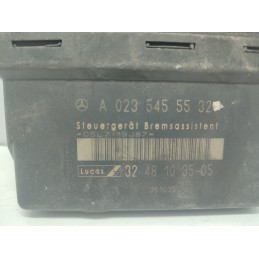 A 023 545 55 32
Steuergerät Bremsassistent
LUCAS 32 48 10 35-05